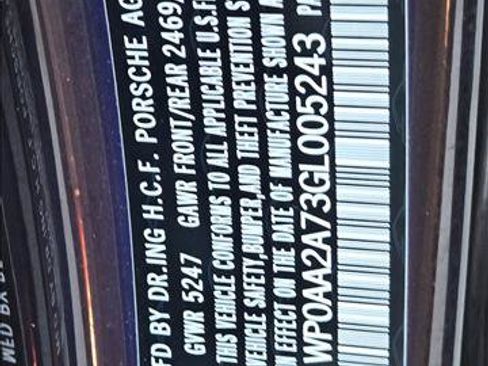 FD BY DR.ING H.C.F. PORSCHE AG
GVWR 5247 GAWR FRONT/REAR 2469
THIS VEHICLE CONFORMS TO ALL APPLICABLE U.S.F
VEHICLE SAFETY,BUMPER,AND THEFT PREVENTION S
N EFFECT ON THE DATE OF MANUFACTURE SHOWN A
WP0AA2A73GL005243